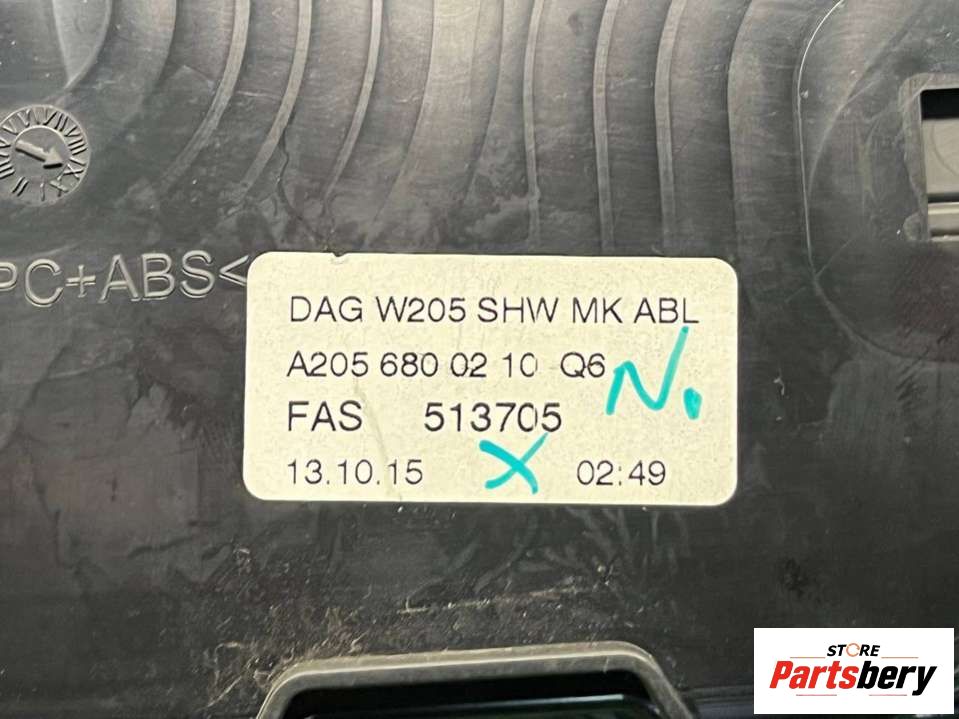 PC+ABS<
DAG W205 SHW MK ABL
A205 680 02 10 Q6
N.
FAS 513705
X
13.10.15 02:49
STORE
Partsbery